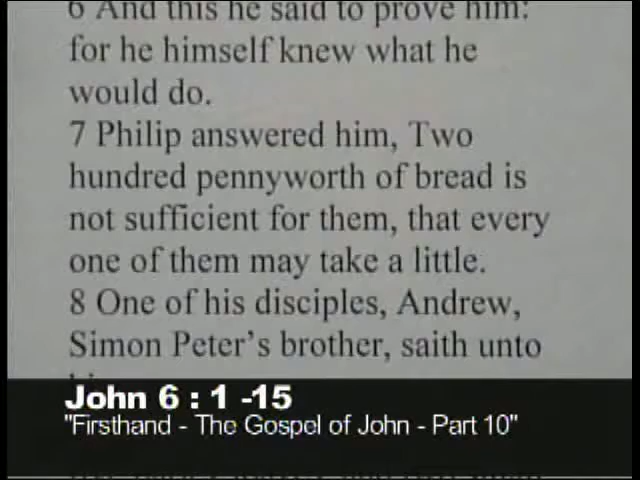 6 And this he said to prove him:
for he himself knew what he
would do.
7 Philip answered him, Two
hundred pennyworth of bread is
not sufficient for them, that every
one of them may take a little.
8 One of his disciples, Andrew,
Simon Peter's brother, saith unto
John 6 : 1 -15
"Firsthand - The Gospel of John - Part 10"